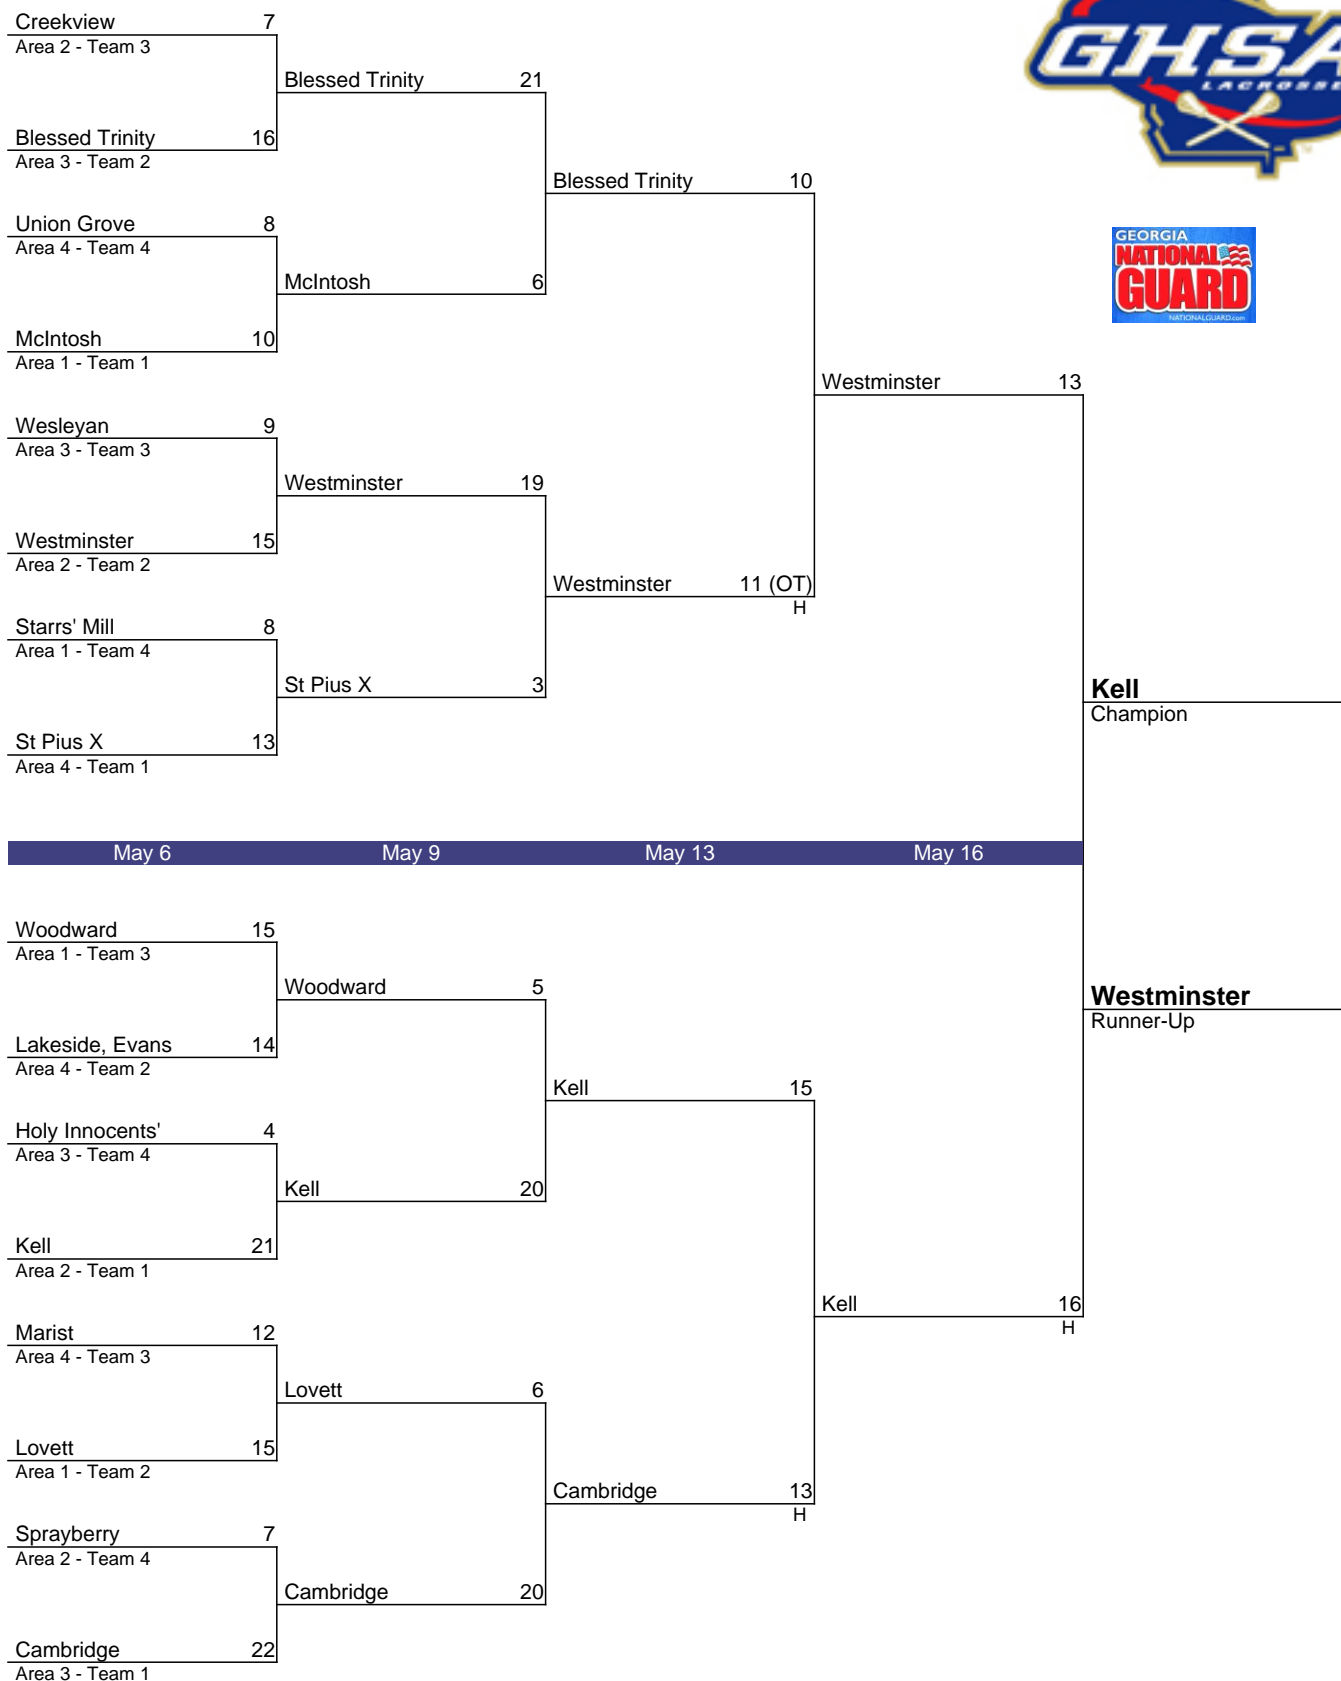 Creekview 7
Area 2 - Team 3
Blessed Trinity 21
Blessed Trinity 16
Area 3 - Team 2
Blessed Trinity 10
Union Grove 8
Area 4 - Team 4
McIntosh 6
McIntosh 10
Area 1 - Team 1
Westminster 13
Wesleyan 9
Area 3 - Team 3
Westminster 19
Westminster 15
Area 2 - Team 2
Westminster 11 (OT)
H
Starrs' Mill 8
Area 1 - Team 4
St Pius X 3
St Pius X 13
Area 4 - Team 1
GHSA
LACROSSE
GEORGIA
NATIONAL
GUARD
NATIONALGUARD.com
Kell
Champion
May 6 May 9 May 13 May 16
Woodward 15
Area 1 - Team 3
Woodward 5
Lakeside, Evans 14
Area 4 - Team 2
Westminster
Runner-Up
Kell 15
Holy Innocents' 4
Area 3 - Team 4
Kell 20
Kell 21
Area 2 - Team 1
Kell 16
H
Marist 12
Area 4 - Team 3
Lovett 6
Lovett 15
Area 1 - Team 2
Cambridge 13
H
Sprayberry 7
Area 2 - Team 4
Cambridge 20
Cambridge 22
Area 3 - Team 1